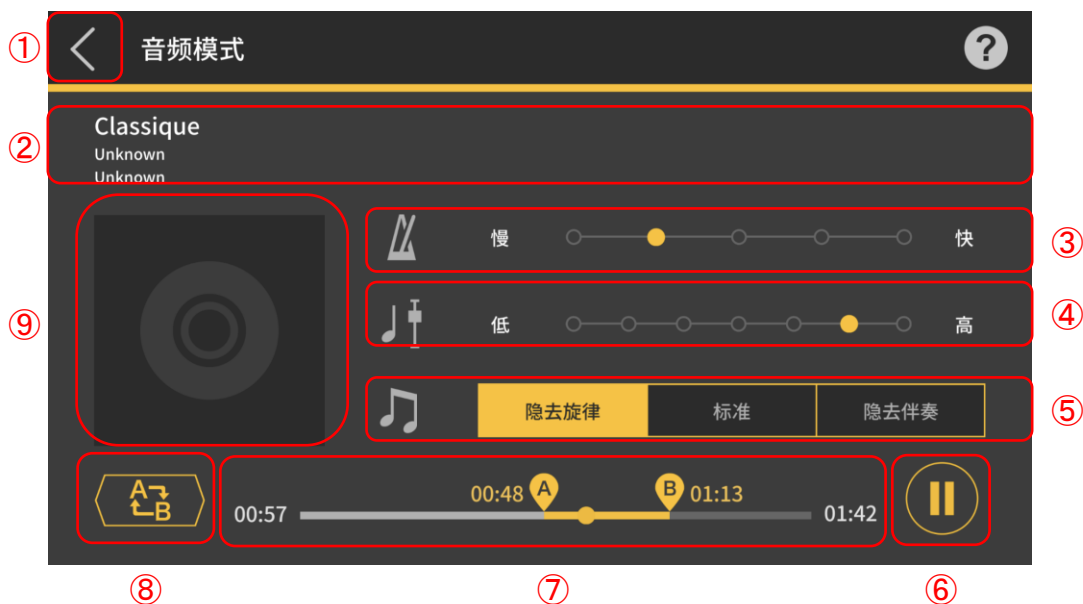 ① 音频模式 ?
② Classique
Unknown
Unknown
慢 快 ③
低 高 ④
⑨
隐去旋律 标准 隐去伴奏 ⑤
A B
00:57 00:48 A B 01:13 01:42
⑧ ⑦ ⑥